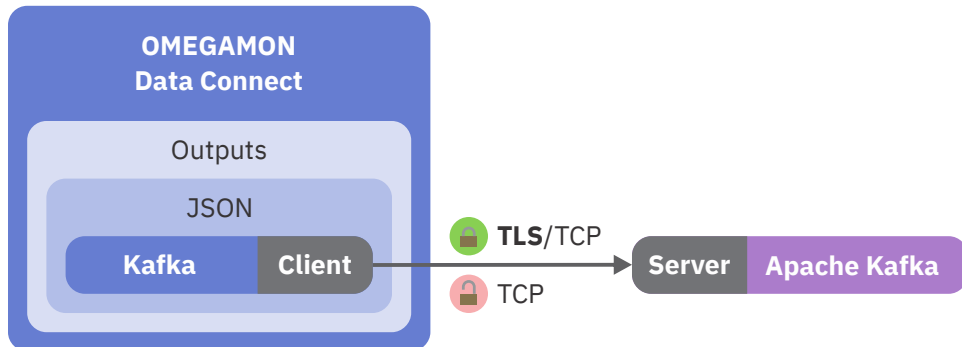 OMEGAMON
Data Connect
Outputs
JSON
Kafka Client
TLS/TCP
Server Apache Kafka
TCP